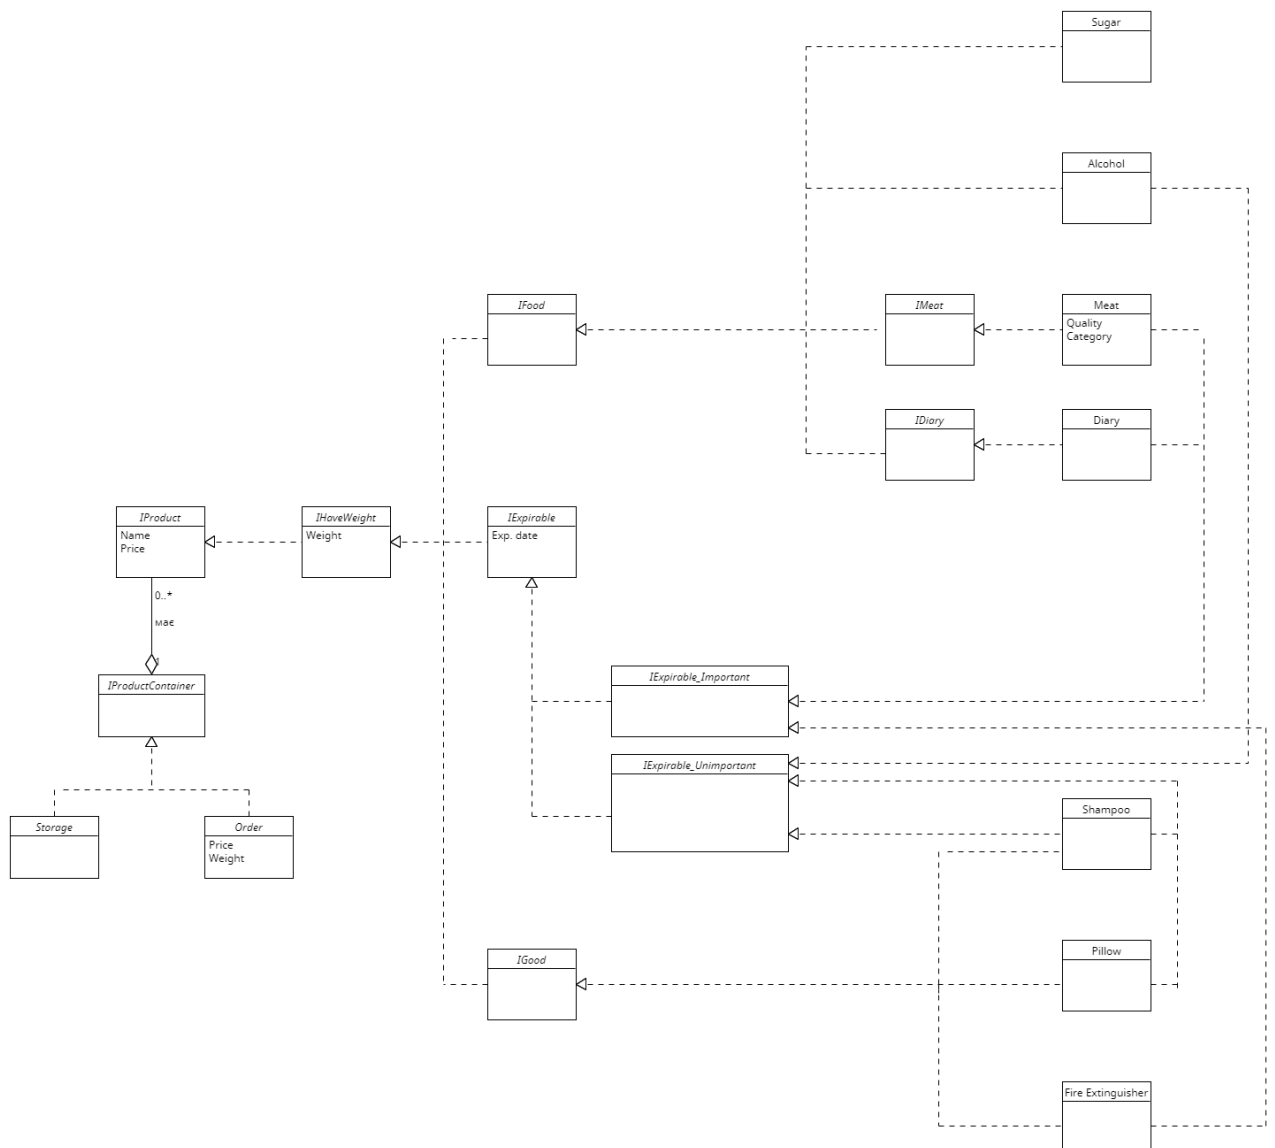 Sugar
Alcohol
IFood
IMeat
Meat
Quality
Category
IDiary
Diary
IProduct
Name
Price
IHaveWeight
Weight
IExpirable
Exp. date
0..*
має
1
IProductContainer
IExpirable_Important
IExpirable_Unimportant
Storage
Order
Price
Weight
Shampoo
IGood
Pillow
Fire Extinguisher